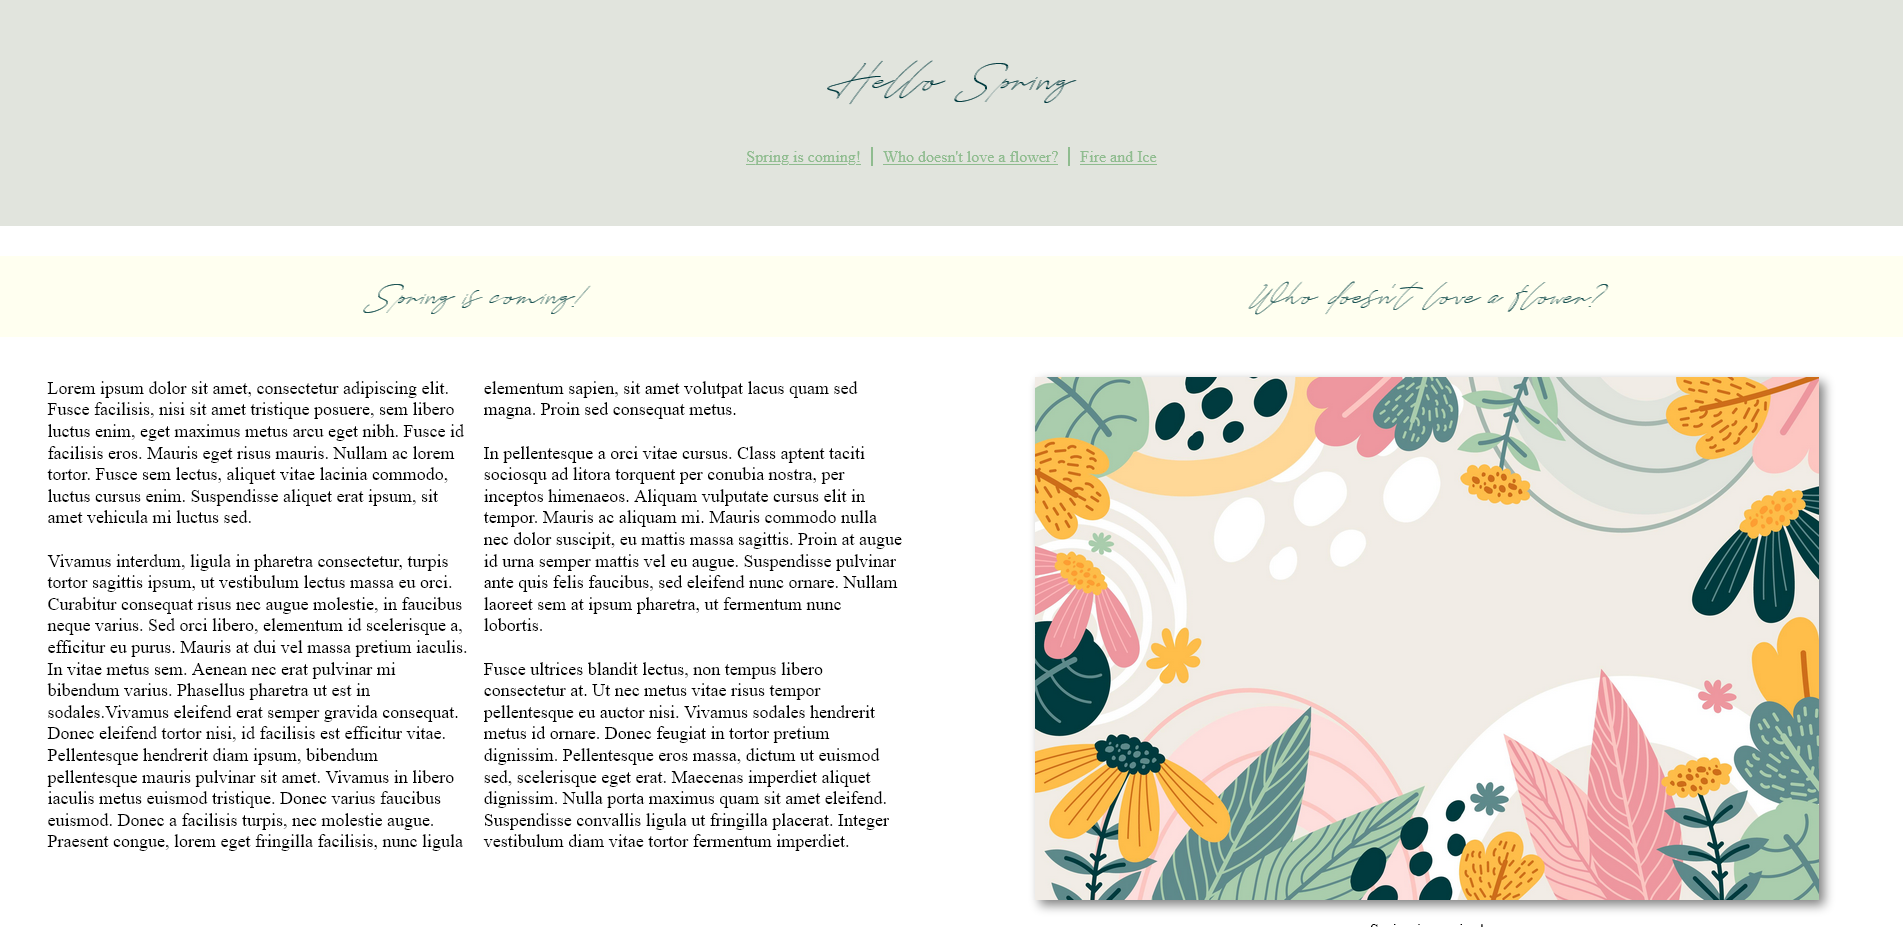 Hello Spring
Spring is coming! | Who doesn't love a flower? | Fire and Ice
Spring is coming!
Lorem ipsum dolor sit amet, consectetur adipiscing elit.
Fusce facilisis, nisi sit amet tristique posuere, sem libero
luctus enim, eget maximus metus arcu eget nibh. Fusce id
facilisis eros. Mauris eget risus mauris. Nullam ac lorem
tortor. Fusce sem lectus, aliquet vitae lacinia commodo,
luctus cursus enim. Suspendisse aliquet erat ipsum, sit
amet vehicula mi luctus sed.
Vivamus interdum, ligula in pharetra consectetur, turpis
tortor sagittis ipsum, ut vestibulum lectus massa eu orci.
Curabitur consequat risus nec augue molestie, in faucibus
neque varius. Sed orci libero, elementum id scelerisque a,
efficitur eu purus. Mauris at dui vel massa pretium iaculis.
In vitae metus sem. Aenean nec erat pulvinar mi
bibendum varius. Phasellus pharetra ut est in
sodales.Vivamus eleifend erat semper gravida consequat.
Donec eleifend tortor nisi, id facilisis est efficitur vitae.
Pellentesque hendrerit diam ipsum, bibendum
pellentesque mauris pulvinar sit amet. Vivamus in libero
iaculis metus euismod tristique. Donec varius faucibus
euismod. Donec a facilisis turpis, nec molestie augue.
Praesent congue, lorem eget fringilla facilisis, nunc ligula
elementum sapien, sit amet volutpat lacus quam sed
magna. Proin sed consequat metus.
In pellentesque a orci vitae cursus. Class aptent taciti
sociosqu ad litora torquent per conubia nostra, per
inceptos himenaeos. Aliquam vulputate cursus elit in
tempor. Mauris ac aliquam mi. Mauris commodo nulla
nec dolor suscipit, eu mattis massa sagittis. Proin at augue
id urna semper mattis vel eu augue. Suspendisse pulvinar
ante quis felis faucibus, sed eleifend nunc ornare. Nullam
laoreet sem at ipsum pharetra, ut fermentum nunc
lobortis.
Fusce ultrices blandit lectus, non tempus libero
consectetur at. Ut nec metus vitae risus tempor
pellentesque eu auctor nisi. Vivamus sodales hendrerit
metus id ornare. Donec feugiat in tortor pretium
dignissim. Pellentesque eros massa, dictum ut euismod
sed, scelerisque eget erat. Maecenas imperdiet aliquet
dignissim. Nulla porta maximus quam sit amet eleifend.
Suspendisse convallis ligula ut fringilla placerat. Integer
vestibulum diam vitae tortor fermentum imperdiet.
Who doesn't love a flower?